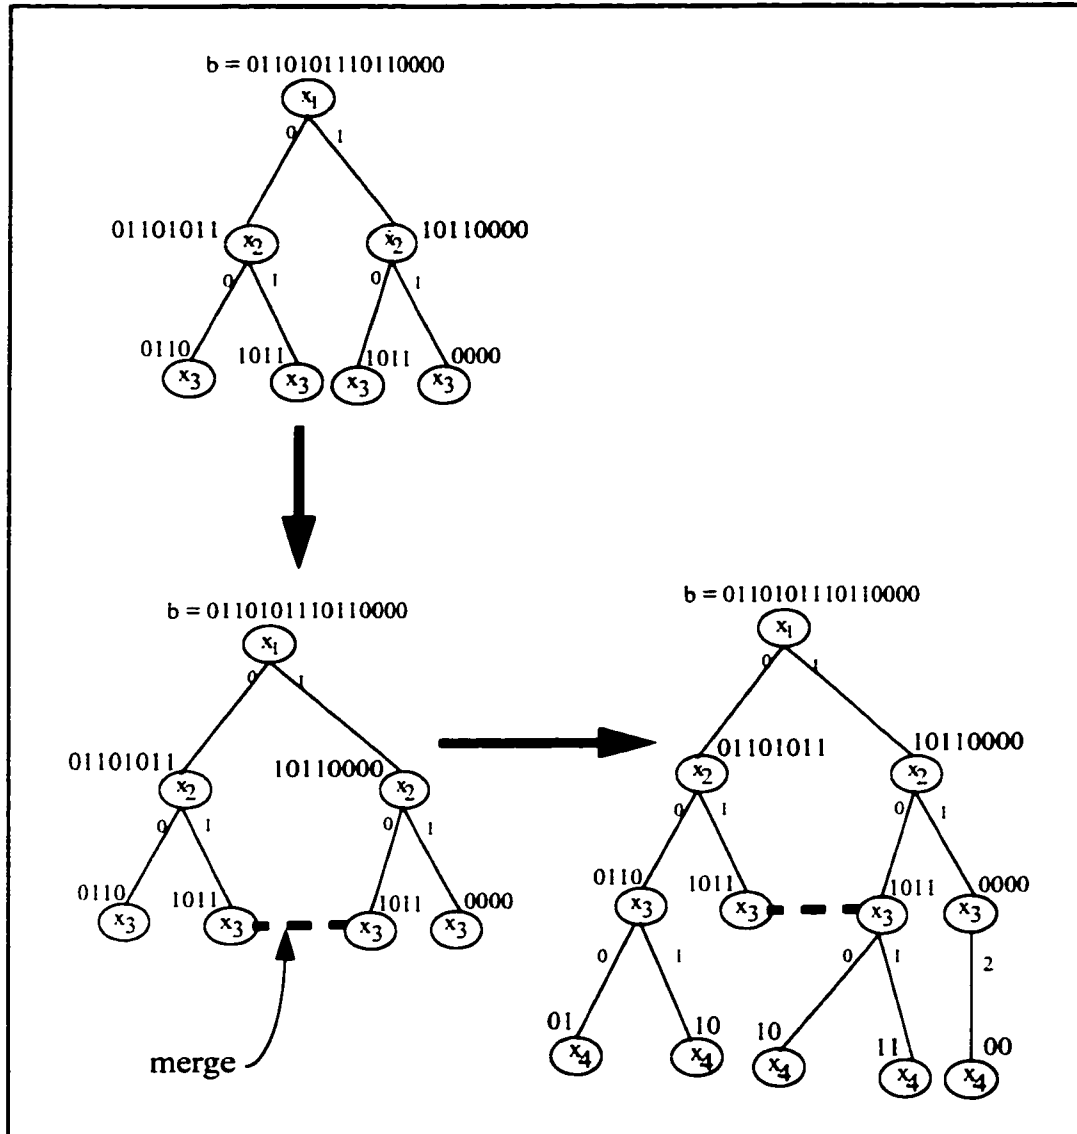 b = 0110101110110000
x1
0 1
01101011 x2 x2 10110000
0 1 0 1
0110 1011 1011 0000
x3 x3 x3 x3
b = 0110101110110000
x1
0 1
01101011 10110000
x2 x2
0 1 0 1
0110 1011 1011 0000
x3 x3 x3 x3
merge
b = 0110101110110000
x1
0 1
01101011 10110000
x2 x2
0 1 0 1
0110 1011 1011 0000
x3 x3 x3 x3
0 1 0 1 2
01 10 10 11 00
x4 x4 x4 x4 x4